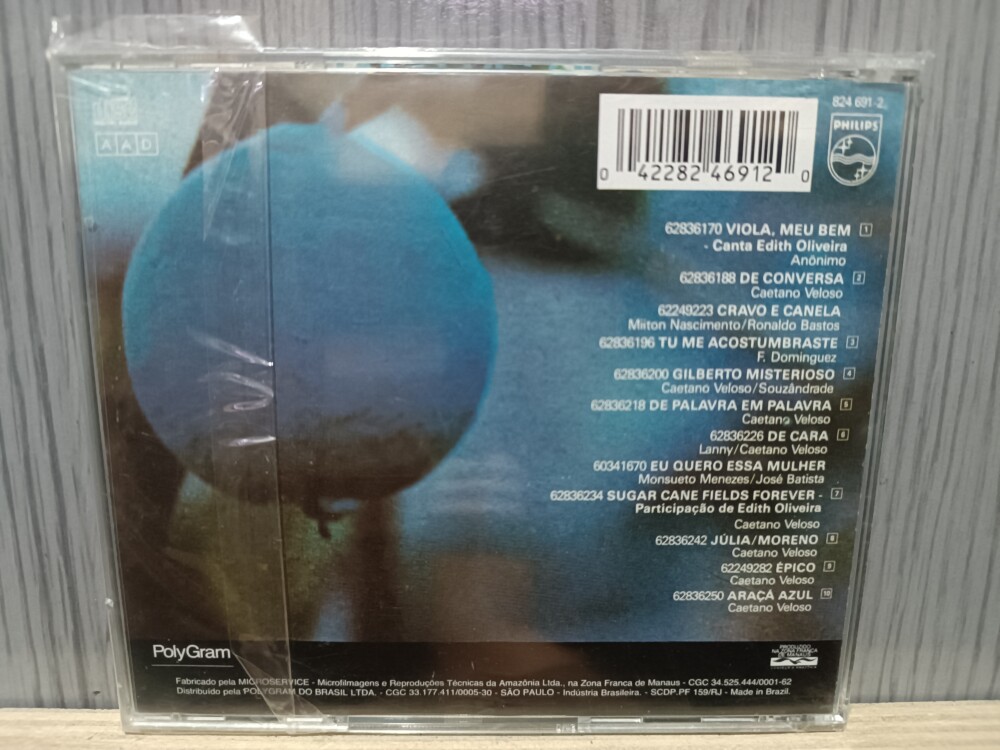 AAD
824 691-2
PHILIPS
0 42282 46912 0
62836170 VIOLA, MEU BEM 1
- Canta Edith Oliveira
Anônimo
62836188 DE CONVERSA 2
Caetano Veloso
62249223 CRAVO E CANELA
Milton Nascimento/Ronaldo Bastos
62836196 TU ME ACOSTUMBRASTE 3
F. Dominguez
62836200 GILBERTO MISTERIOSO 4
Caetano Veloso/Souzândrade
62836218 DE PALAVRA EM PALAVRA 5
Caetano Veloso
62836226 DE CARA 6
Lanny/Caetano Veloso
60341670 EU QUERO ESSA MULHER
Monsueto Menezes/José Batista
62836234 SUGAR CANE FIELDS FOREVER - 7
Participação de Edith Oliveira
Caetano Veloso
62836242 JÚLIA/MORENO 8
Caetano Veloso
62249282 ÉPICO 9
Caetano Veloso
62836250 ARAÇÁ AZUL 10
Caetano Veloso
PolyGram
PRODUZIDO
NA ZONA FRANCA
DE MANAUS
Fabricado pela MICROSERVICE - Microfilmagens e Reproduções Técnicas da Amazônia Ltda., na Zona Franca de Manaus - CGC 34.525.444/0001-62
Distribuído pela POLYGRAM DO BRASIL LTDA. - CGC 33.177.411/0005-30 - SÃO PAULO - Indústria Brasileira. - SCDP.PF 159/RJ - Made in Brazil.